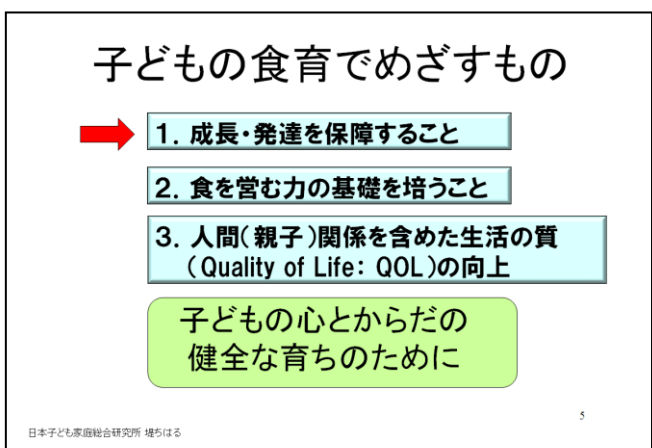 子どもの食育でめざすもの
1. 成長・発達を保障すること
2. 食を営む力の基礎を培うこと
3. 人間(親子)関係を含めた生活の質
(Quality of Life: QOL)の向上
子どもの心とからだの
健全な育ちのために
5
日本子ども家庭総合研究所 堤ちはる